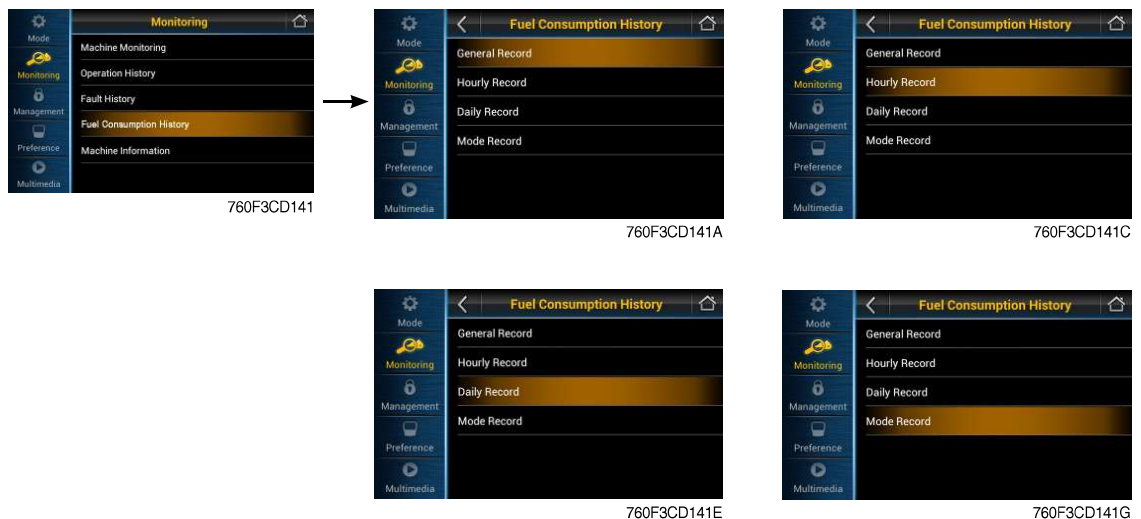 Mode
Monitoring
Management
Preference
Multimedia
Monitoring
Machine Monitoring
Operation History
Fault History
Fuel Consumption History
Machine Information
760F3CD141
Mode
Monitoring
Management
Preference
Multimedia
Fuel Consumption History
General Record
Hourly Record
Daily Record
Mode Record
760F3CD141A
Mode
Monitoring
Management
Preference
Multimedia
Fuel Consumption History
General Record
Hourly Record
Daily Record
Mode Record
760F3CD141C
Mode
Monitoring
Management
Preference
Multimedia
Fuel Consumption History
General Record
Hourly Record
Daily Record
Mode Record
760F3CD141E
Mode
Monitoring
Management
Preference
Multimedia
Fuel Consumption History
General Record
Hourly Record
Daily Record
Mode Record
760F3CD141G